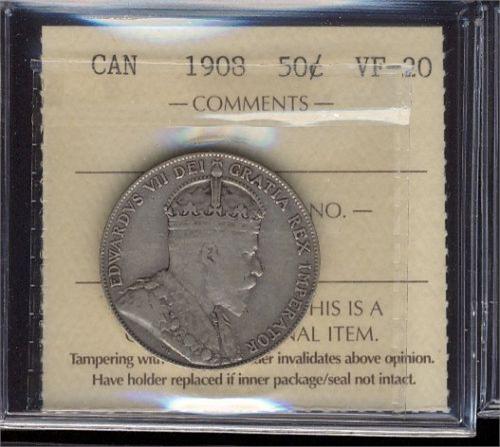 CAN 1908 50¢ VF-20
— COMMENTS —
NO. —
EDWARDVS VII DEI GRATIA REX IMPERATOR
HIS IS A
NAL ITEM.
Tampering with invalidates above opinion.
Have holder replaced if inner package/seal not intact.